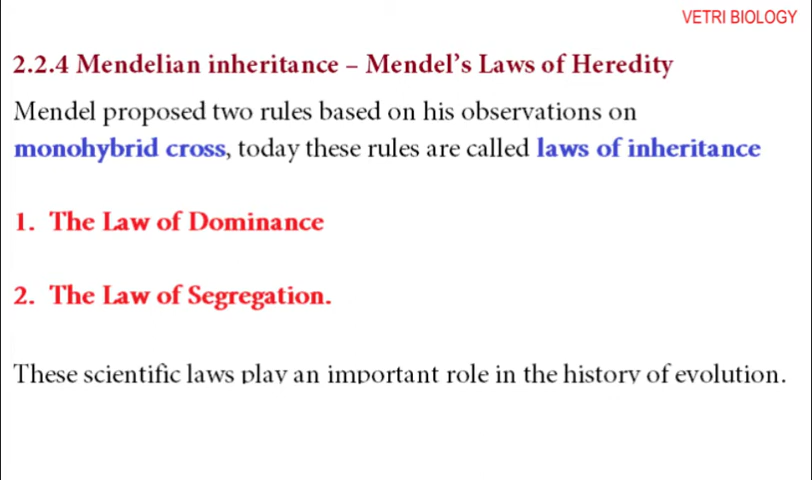 VETRI BIOLOGY
2.2.4 Mendelian inheritance – Mendel’s Laws of Heredity
Mendel proposed two rules based on his observations on
monohybrid cross, today these rules are called laws of inheritance
1. The Law of Dominance
2. The Law of Segregation.
These scientific laws play an important role in the history of evolution.